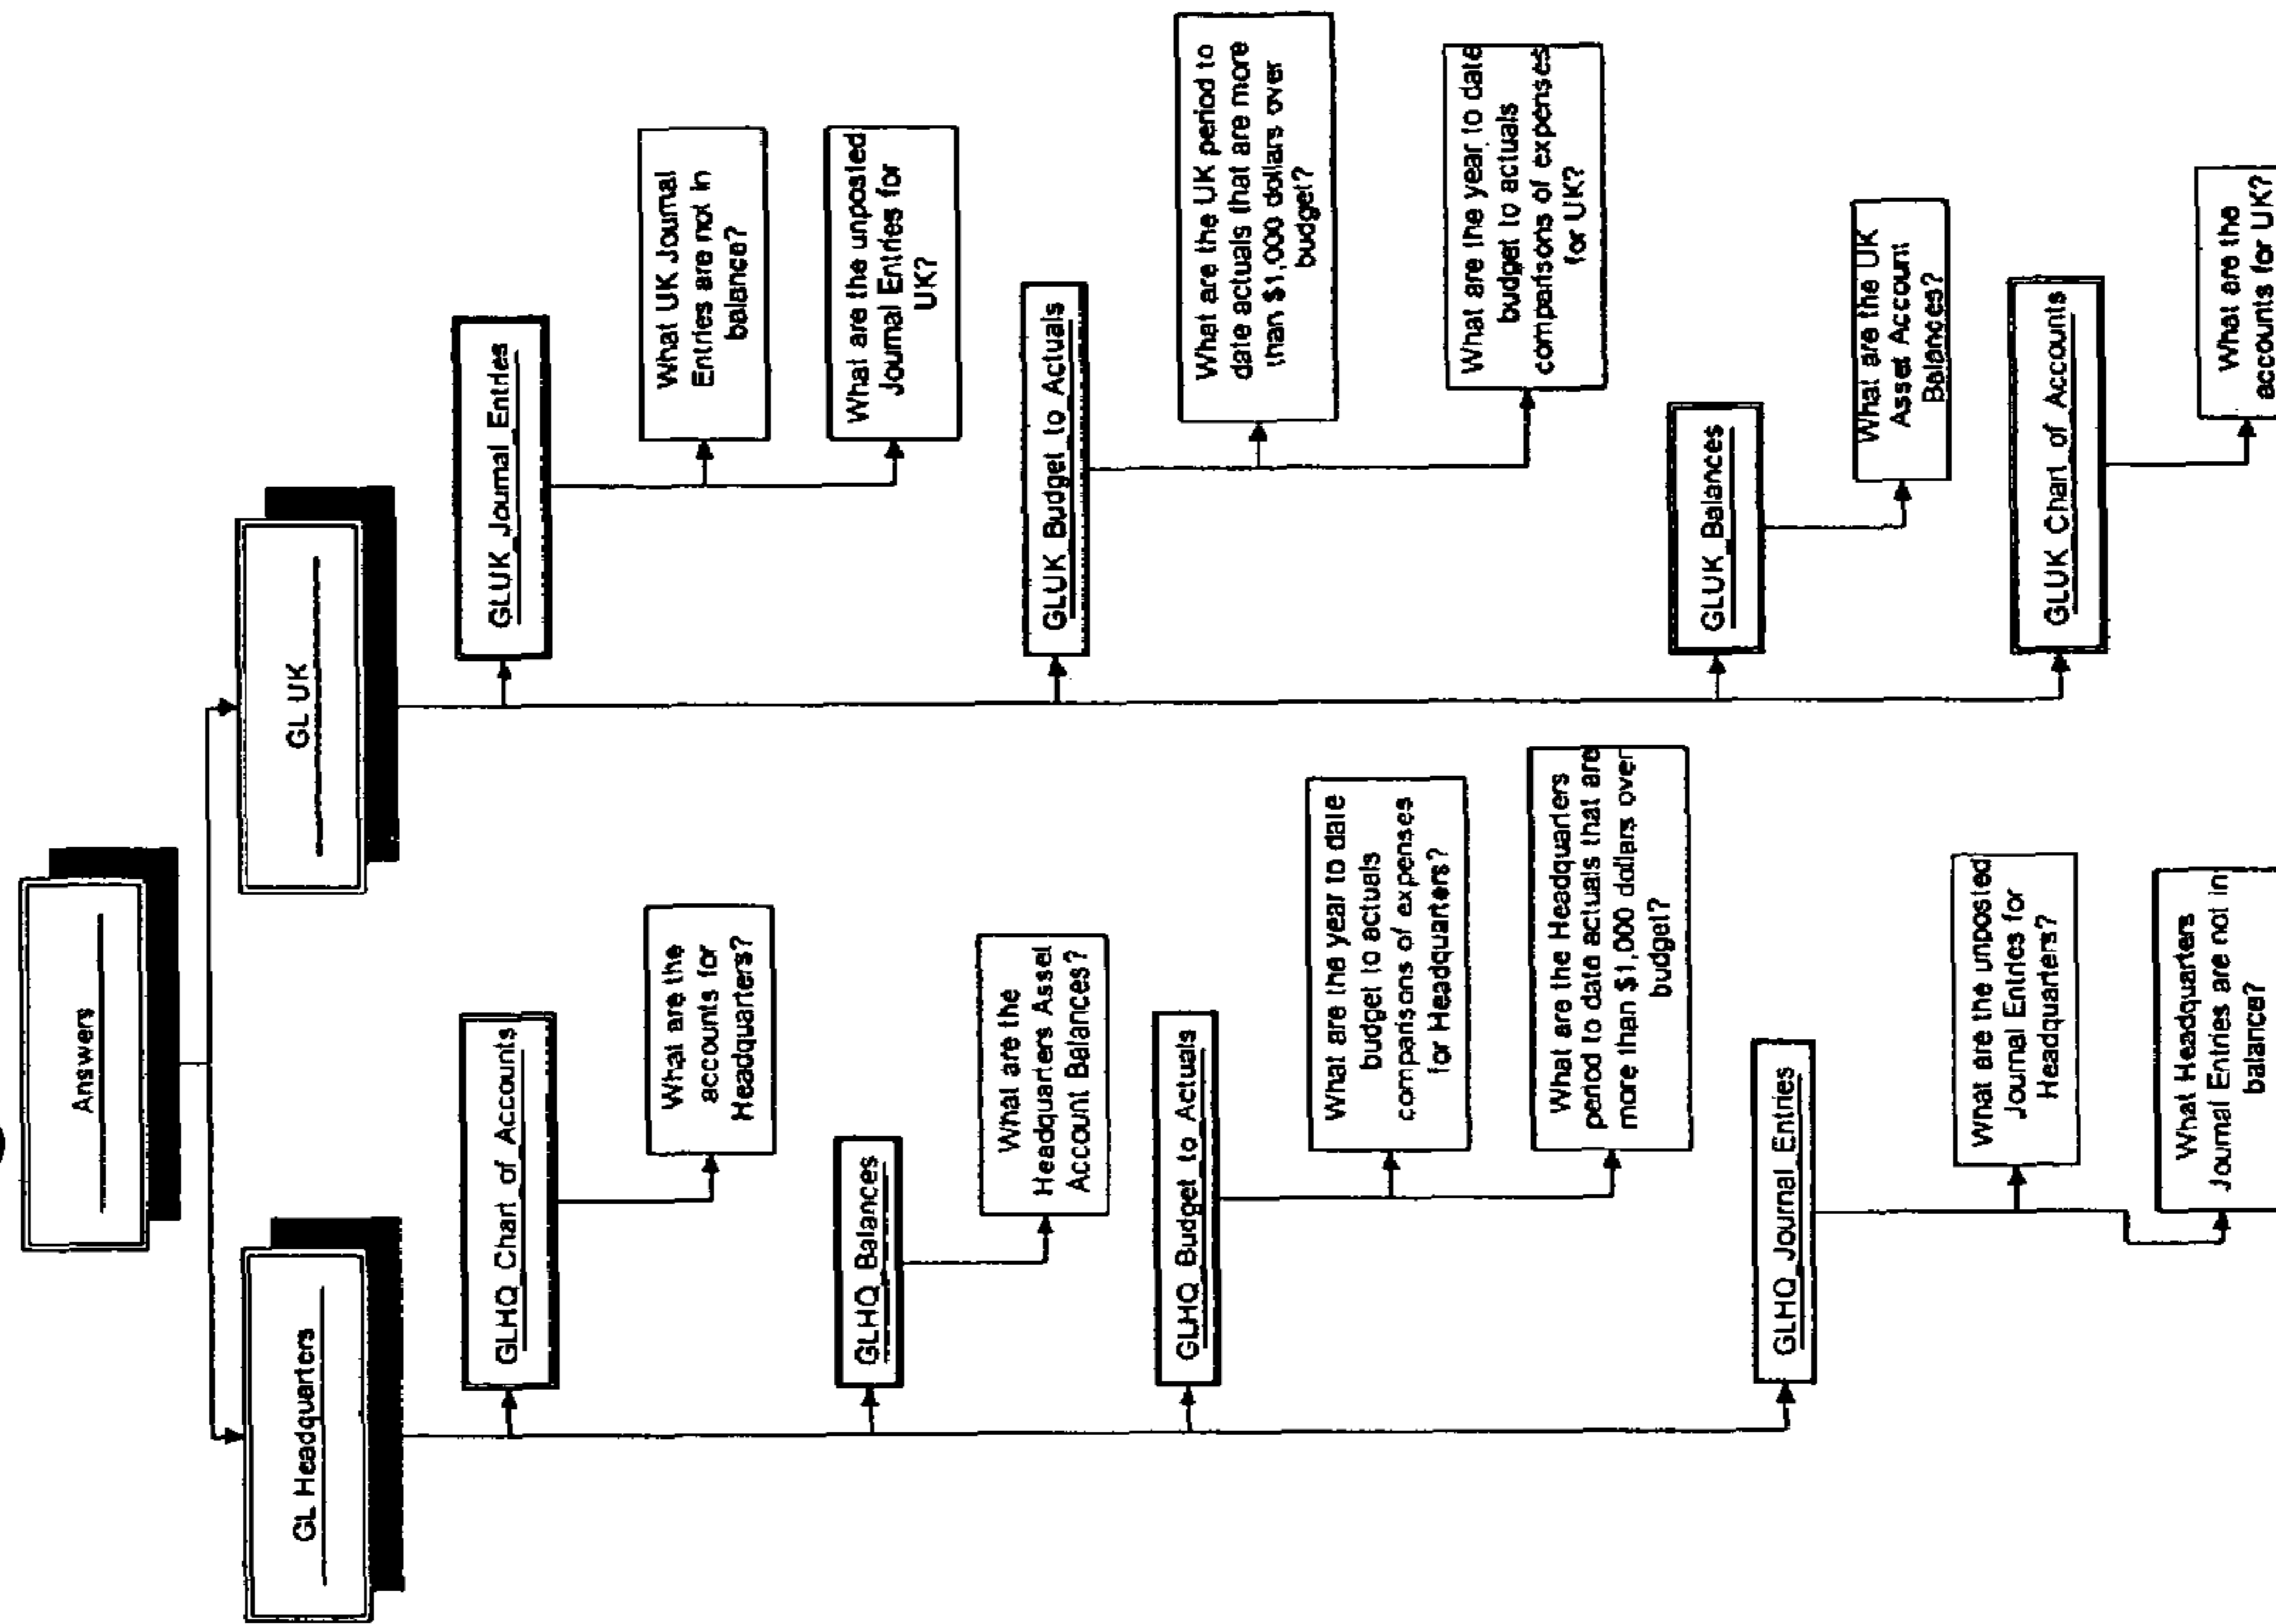 Answers
GL Headquarters
GLHQ Chart of Accounts
What are the
accounts for
Headquarters?
GLHQ Balances
What are the
Headquarters Asset
Account Balances?
GLHQ Budget to Actuals
What are the year to date
budget to actuals
comparisons of expenses
for Headquarters?
What are the Headquarters
period to date actuals that are
more than $1,000 dollars over
budget?
GLHQ Journal Entries
What are the unposted
Journal Entries for
Headquarters?
What Headquarters
Journal Entries are not in
balance?
GL UK
GLUK Journal Entries
What UK Journal
Entries are not in
balance?
What are the unposted
Journal Entries for
UK?
GLUK Budget to Actuals
What are the UK period to
date actuals that are more
than $1,000 dollars over
budget?
What are the year to date
budget to actuals
comparisons of expenses
for UK?
GLUK Balances
What are the UK
Asset Account
Balances?
GLUK Chart of Accounts
What are the
accounts for UK?